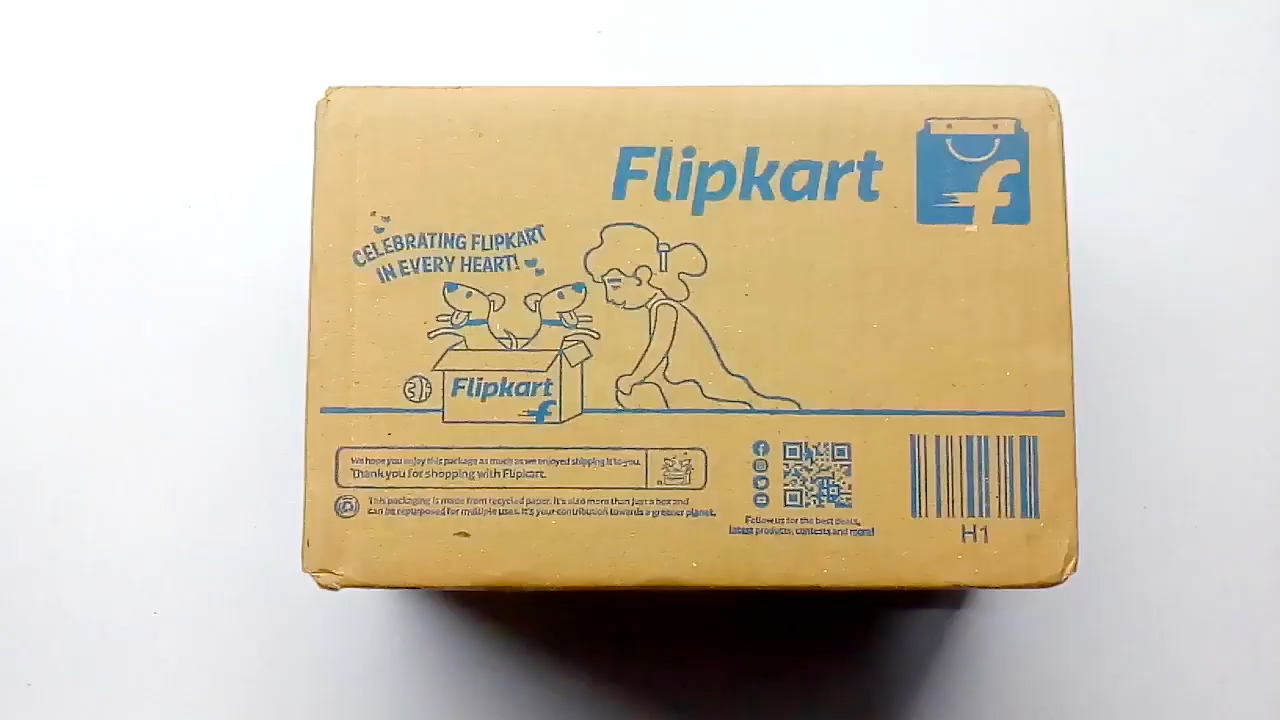 Flipkart
f
CELEBRATING FLIPKART
IN EVERY HEART!
Flipkart
f
We hope you enjoy this package as much as we enjoyed shipping it to you.
Thank you for shopping with Flipkart.
This packaging is made from recycled paper. It's also more than just a box and
can be repurposed for multiple uses. It's your contribution towards a greener planet.
Follow us for the best deals,
latest products, contests and more!
H1